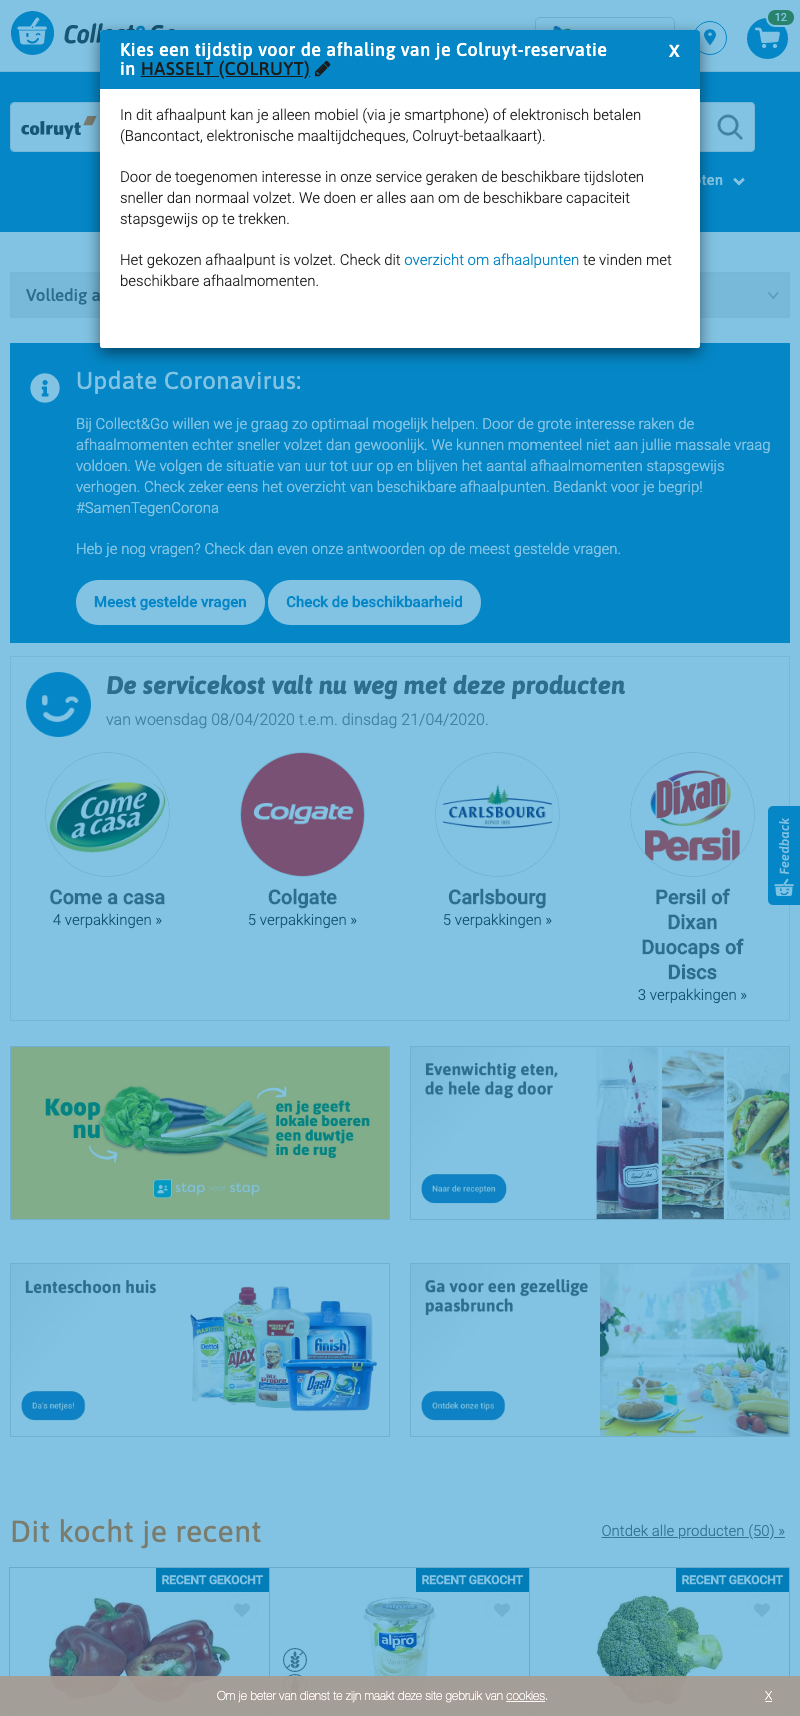 12
Kies een tijdstip voor de afhaling van je Colruyt-reservatie
in HASSELT (COLRUYT)
X
In dit afhaalpunt kan je alleen mobiel (via je smartphone) of elektronisch betalen
(Bancontact, elektronische maaltijdcheques, Colruyt-betaalkaart).
Door de toegenomen interesse in onze service geraken de beschikbare tijdsloten
sneller dan normaal volzet. We doen er alles aan om de beschikbare capaciteit
stapsgewijs op te trekken.
Het gekozen afhaalpunt is volzet. Check dit overzicht om afhaalpunten te vinden met
beschikbare afhaalmomenten.
colruyt
Volledig
Update Coronavirus:
Bij Collect&Go willen we je graag zo optimaal mogelijk helpen. Door de grote interesse raken de
afhaalmomenten echter sneller volzet dan gewoonlijk. We kunnen momenteel niet aan jullie massale vraag
voldoen. We volgen de situatie van uur tot uur op en blijven het aantal afhaalmomenten stapsgewijs
verhogen. Check zeker eens het overzicht van beschikbare afhaalpunten. Bedankt voor je begrip!
#SamenTegenCorona
Heb je nog vragen? Check dan even onze antwoorden op de meest gestelde vragen.
Meest gestelde vragen
Check de beschikbaarheid
De servicekost valt nu weg met deze producten
van woensdag 08/04/2020 t.e.m. dinsdag 21/04/2020.
Come
a casa
Colgate
CARLSBOURG
Dixan
Persil
Feedback
Come a casa
4 verpakkingen »
Colgate
5 verpakkingen »
Carlsbourg
5 verpakkingen »
Persil of
Dixan
Duocaps of
Discs
3 verpakkingen »
Koop
nu
en je geeft
lokale boeren
een duwtje
in de rug
stap voor stap
Evenwichtig eten,
de hele dag door
Naar de recepten
Lenteschoon huis
Dettol
AJAX
finish
Dash
Da's netjes!
Ga voor een gezellige
paasbrunch
Ontdek onze tips
Dit kocht je recent
Ontdek alle producten (50) »
RECENT GEKOCHT
RECENT GEKOCHT
RECENT GEKOCHT
alpro
Om je beter van dienst te zijn maakt deze site gebruik van cookies.
X